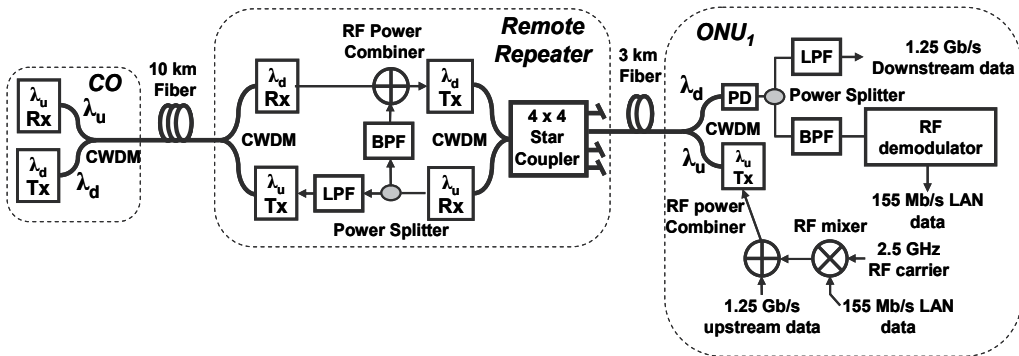 CO
λu
Rx
λu
λd
Tx
λd
CWDM
10 km
Fiber
Remote
Repeater
RF Power
Combiner
λd
Rx
λd
Tx
CWDM
BPF
CWDM
λu
Tx
LPF
λu
Rx
Power Splitter
4 x 4
Star
Coupler
3 km
Fiber
ONU1
λd
PD
LPF
1.25 Gb/s
Downstream data
Power Splitter
CWDM
BPF
RF
demodulator
λu
λu
Tx
155 Mb/s LAN
data
RF power
Combiner
RF mixer
2.5 GHz
RF carrier
1.25 Gb/s
upstream data
155 Mb/s LAN
data